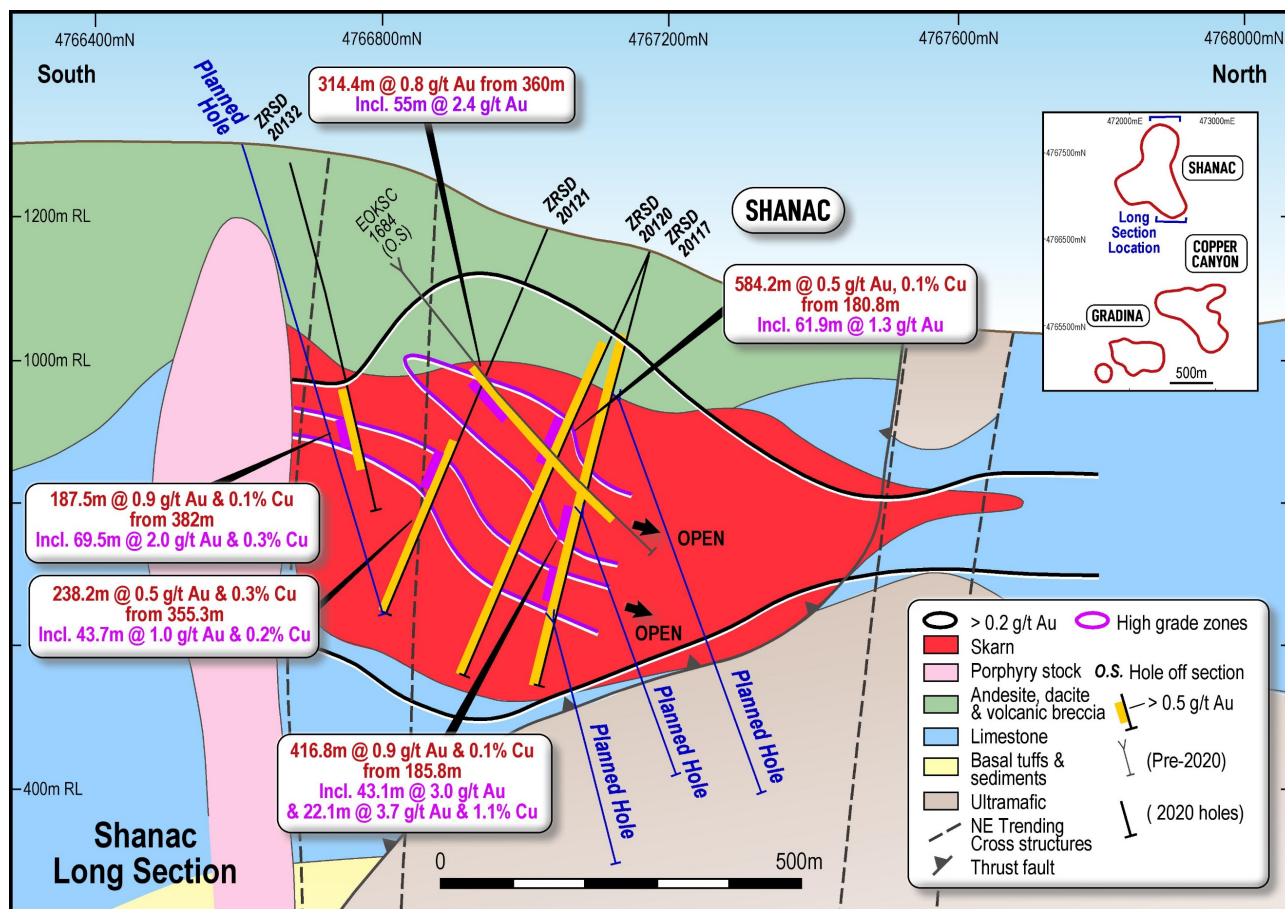 4766400mN
4766800mN
4767200mN
4767600mN
4768000mN
South
North
Planned
Hole
ZRSD
20132
314.4m @ 0.8 g/t Au from 360m
Incl. 55m @ 2.4 g/t Au
EOKSC
1684
(O.S)
ZRSD
20121
ZRSD
20120
ZRSD
20117
SHANAC
472000mE
473000mE
4767500mN
SHANAC
Long
Section
Location
4766500mN
COPPER
CANYON
GRADINA
4765500mN
500m
1200m RL
1000m RL
584.2m @ 0.5 g/t Au, 0.1% Cu
from 180.8m
Incl. 61.9m @ 1.3 g/t Au
187.5m @ 0.9 g/t Au & 0.1% Cu
from 382m
Incl. 69.5m @ 2.0 g/t Au & 0.3% Cu
OPEN
238.2m @ 0.5 g/t Au & 0.3% Cu
from 355.3m
Incl. 43.7m @ 1.0 g/t Au & 0.2% Cu
OPEN
416.8m @ 0.9 g/t Au & 0.1% Cu
from 185.8m
Incl. 43.1m @ 3.0 g/t Au
& 22.1m @ 3.7 g/t Au & 1.1% Cu
Planned Hole
Planned Hole
Planned Hole
400m RL
Shanac
Long Section
0
500m
> 0.2 g/t Au
High grade zones
Skarn
Porphyry stock
O.S. Hole off section
Andesite, dacite
& volcanic breccia
> 0.5 g/t Au
Limestone
Basal tuffs &
sediments
(Pre-2020)
Ultramafic
NE Trending
Cross structures
( 2020 holes)
Thrust fault